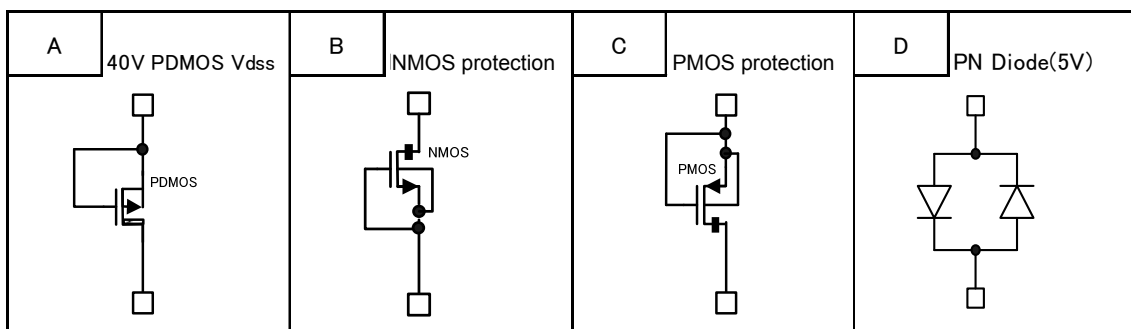 A
40V PDMOS Vdss
PDMOS
B
NMOS protection
NMOS
C
PMOS protection
PMOS
D
PN Diode(5V)